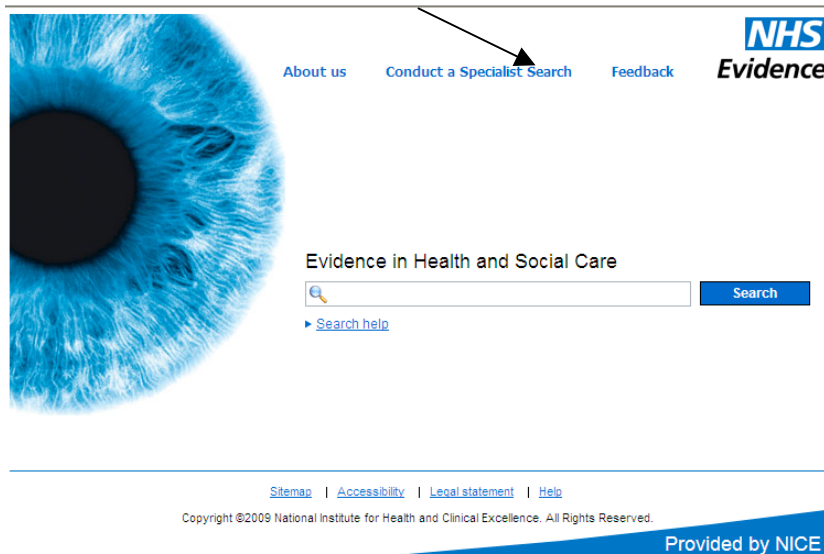 NHS
Evidence
About us Conduct a Specialist Search Feedback
Evidence in Health and Social Care
Search
Search help
Sitemap | Accessibility | Legal statement | Help
Copyright ©2009 National Institute for Health and Clinical Excellence. All Rights Reserved.
Provided by NICE